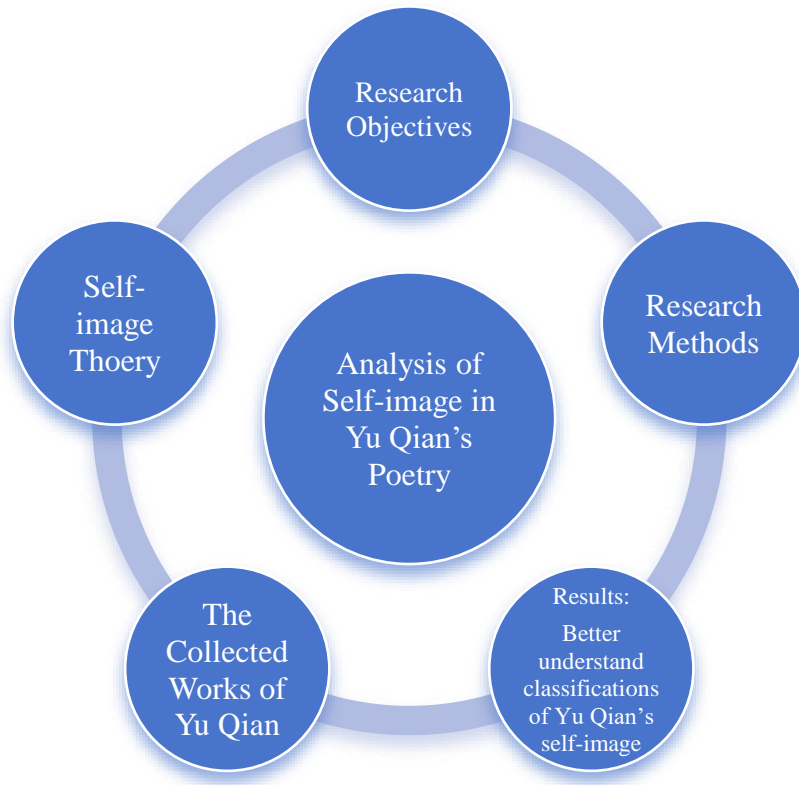 Research
Objectives
Self-
image
Thoery
Research
Methods
Analysis of
Self-image in
Yu Qian’s
Poetry
The
Collected
Works of
Yu Qian
Results:
Better
understand
classifications
of Yu Qian’s
self-image